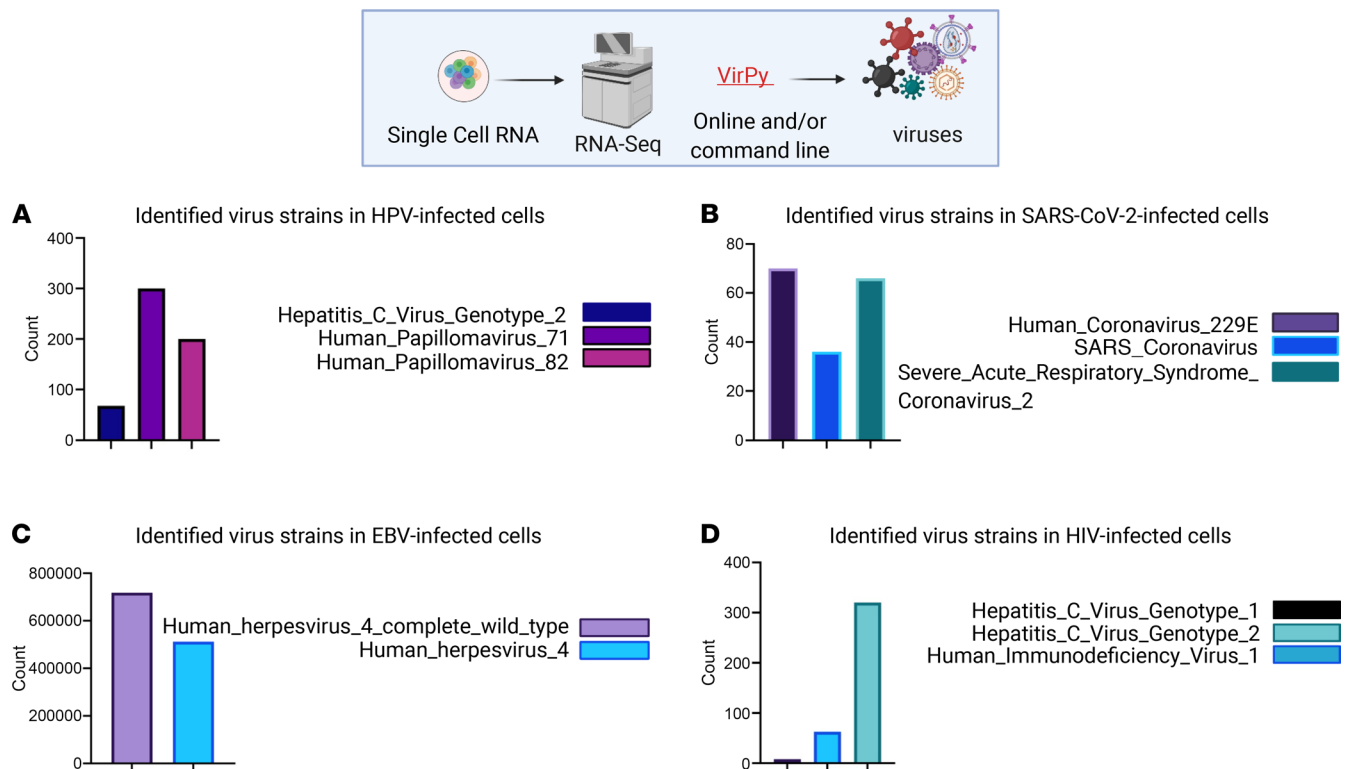 Single Cell RNA
RNA-Seq
VirPy
Online and/or
command line
viruses
A
Identified virus strains in HPV-infected cells
Count
400
300
200
100
0
Hepatitis_C_Virus_Genotype_2
Human_Papillomavirus_71
Human_Papillomavirus_82
B
Identified virus strains in SARS-CoV-2-infected cells
Count
80
60
40
20
0
Human_Coronavirus_229E
SARS_Coronavirus
Severe_Acute_Respiratory_Syndrome_
Coronavirus_2
C
Identified virus strains in EBV-infected cells
Count
800000
600000
400000
200000
0
Human_herpesvirus_4_complete_wild_type
Human_herpesvirus_4
D
Identified virus strains in HIV-infected cells
Count
400
300
200
100
0
Hepatitis_C_Virus_Genotype_1
Hepatitis_C_Virus_Genotype_2
Human_Immunodeficiency_Virus_1